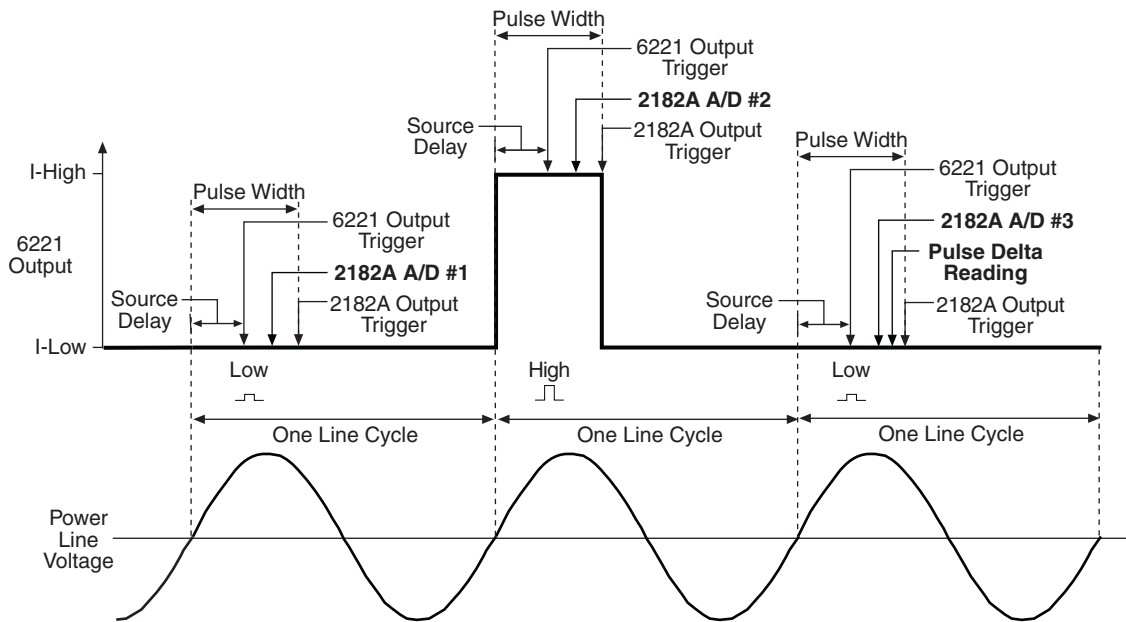 Pulse Width
6221 Output
Trigger
2182A A/D #2
2182A Output
Trigger
Source
Delay
Pulse Width
6221 Output
Trigger
2182A A/D #3
Pulse Delta
Reading
2182A Output
Trigger
Source
Delay
I-High
Pulse Width
6221 Output
Trigger
2182A A/D #1
2182A Output
Trigger
6221
Output
Source
Delay
I-Low
Low
High
Low
One Line Cycle
One Line Cycle
One Line Cycle
Power
Line
Voltage